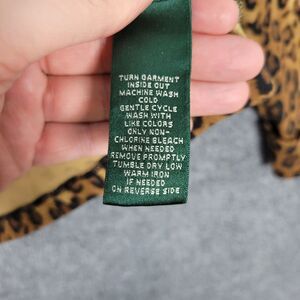 TURN GARMENT
INSIDE OUT
MACHINE WASH
COLD
GENTLE CYCLE
WASH WITH
LIKE COLORS
ONLY NON-
CHLORINE BLEACH
WHEN NEEDED
REMOVE PROMPTLY
TUMBLE DRY LOW
WARM IRON
IF NEEDED
ON REVERSE SIDE